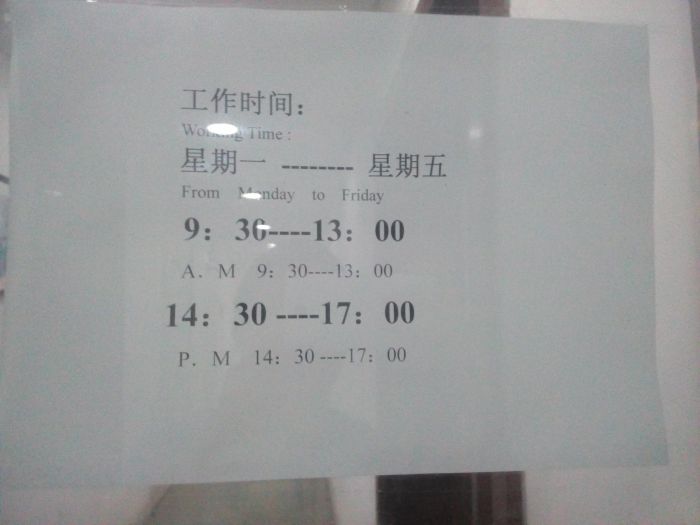 工作时间：
Working Time :
星期一 -------- 星期五
From Monday to Friday
9：30----13：00
A．M 9：30----13：00
14：30 ----17：00
P．M 14：30 ----17：00